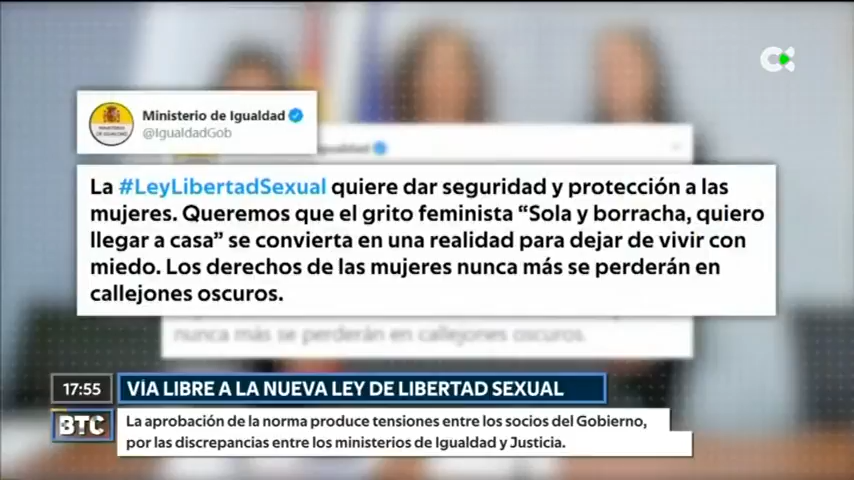 Ministerio de Igualdad
@IgualdadGob
La #LeyLibertadSexual quiere dar seguridad y protección a las
mujeres. Queremos que el grito feminista “Sola y borracha, quiero
llegar a casa” se convierta en una realidad para dejar de vivir con
miedo. Los derechos de las mujeres nunca más se perderán en
callejones oscuros.
nunca más se perderán en callejones oscuros.
17:55 VÍA LIBRE A LA NUEVA LEY DE LIBERTAD SEXUAL
BTC La aprobación de la norma produce tensiones entre los socios del Gobierno,
por las discrepancias entre los ministerios de Igualdad y Justicia.